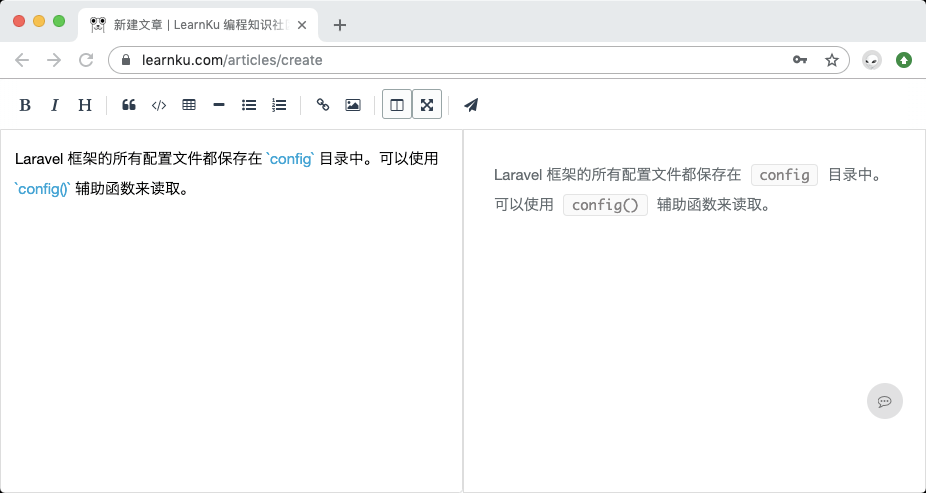 新建文章 | LearnKu 编程知识社
learnku.com/articles/create
B I H
Laravel 框架的所有配置文件都保存在 `config` 目录中。可以使用
`config()` 辅助函数来读取。
Laravel 框架的所有配置文件都保存在 config 目录中。
可以使用 config() 辅助函数来读取。